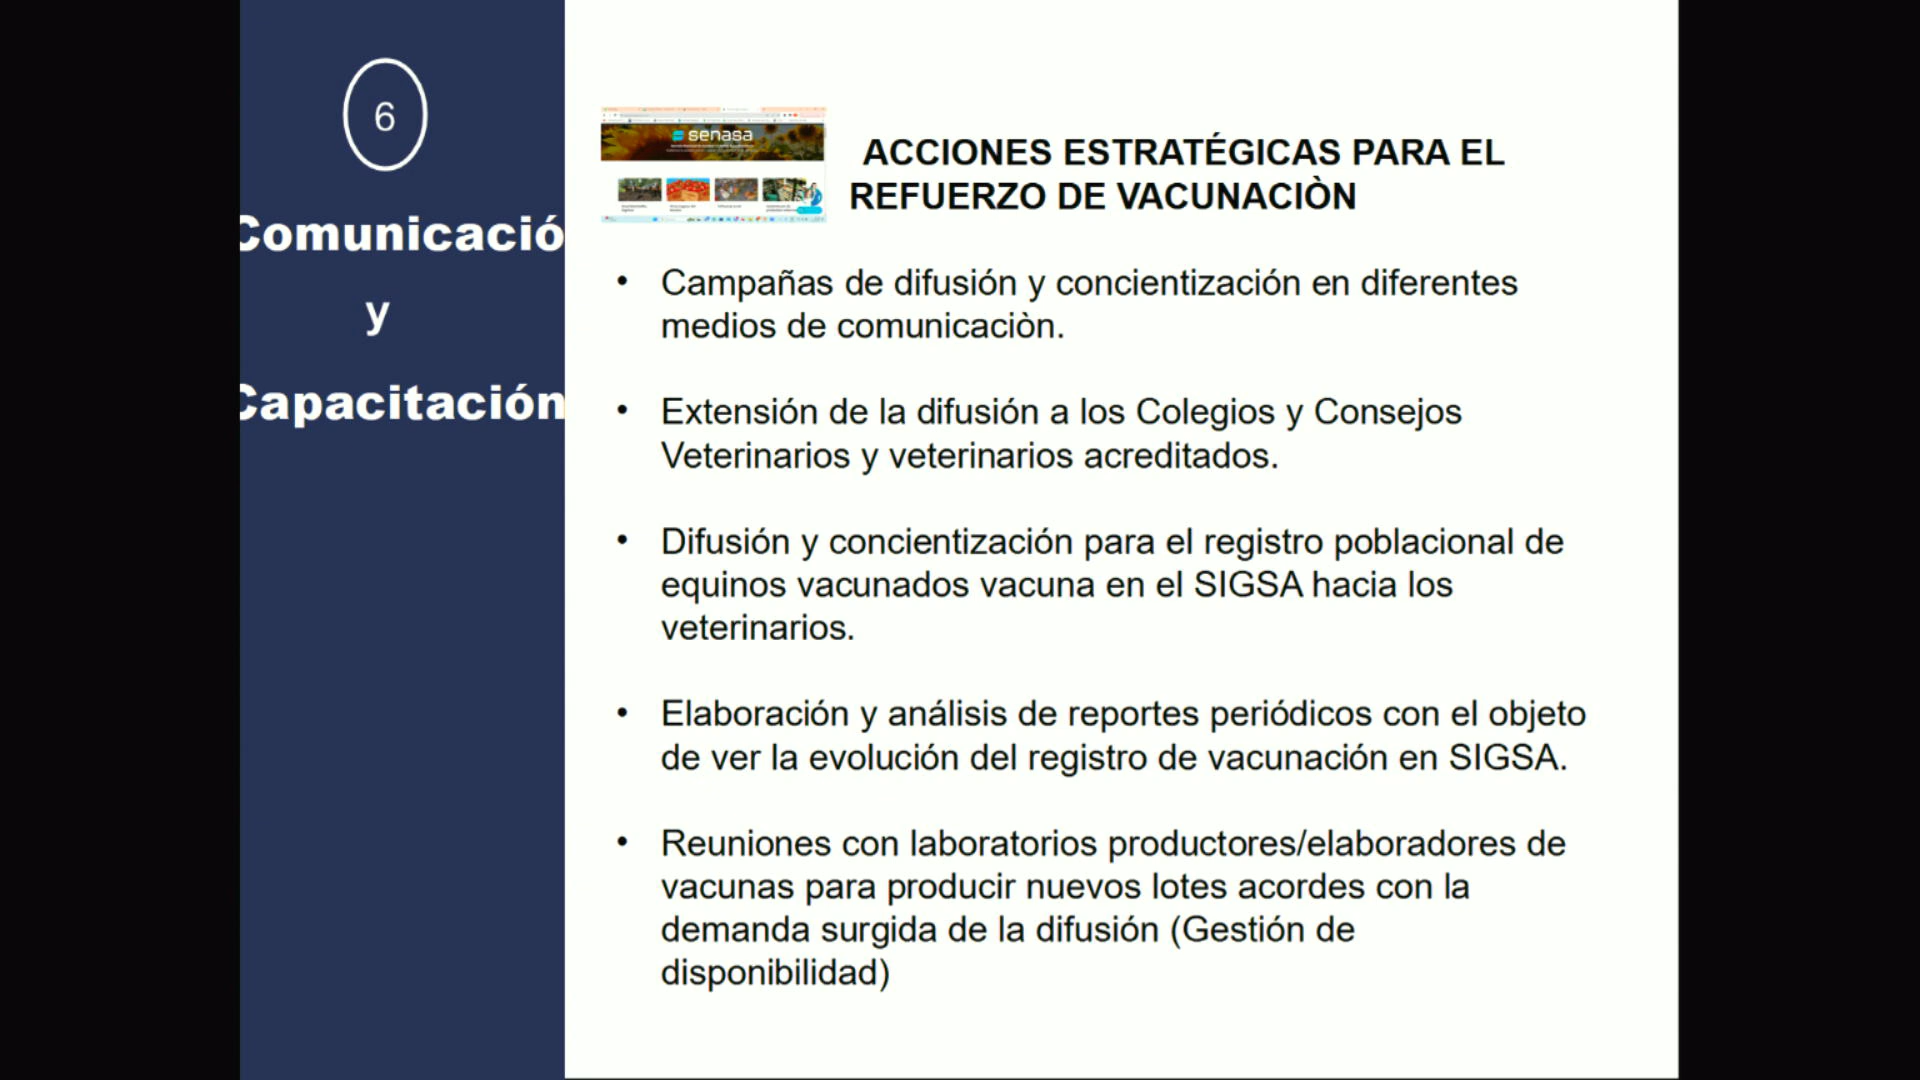 6
Comunicació
y
Capacitación
senasa
ACCIONES ESTRATÉGICAS PARA EL
REFUERZO DE VACUNACIÒN
• Campañas de difusión y concientización en diferentes
medios de comunicaciòn.
• Extensión de la difusión a los Colegios y Consejos
Veterinarios y veterinarios acreditados.
• Difusión y concientización para el registro poblacional de
equinos vacunados vacuna en el SIGSA hacia los
veterinarios.
• Elaboración y análisis de reportes periódicos con el objeto
de ver la evolución del registro de vacunación en SIGSA.
• Reuniones con laboratorios productores/elaboradores de
vacunas para producir nuevos lotes acordes con la
demanda surgida de la difusión (Gestión de
disponibilidad)